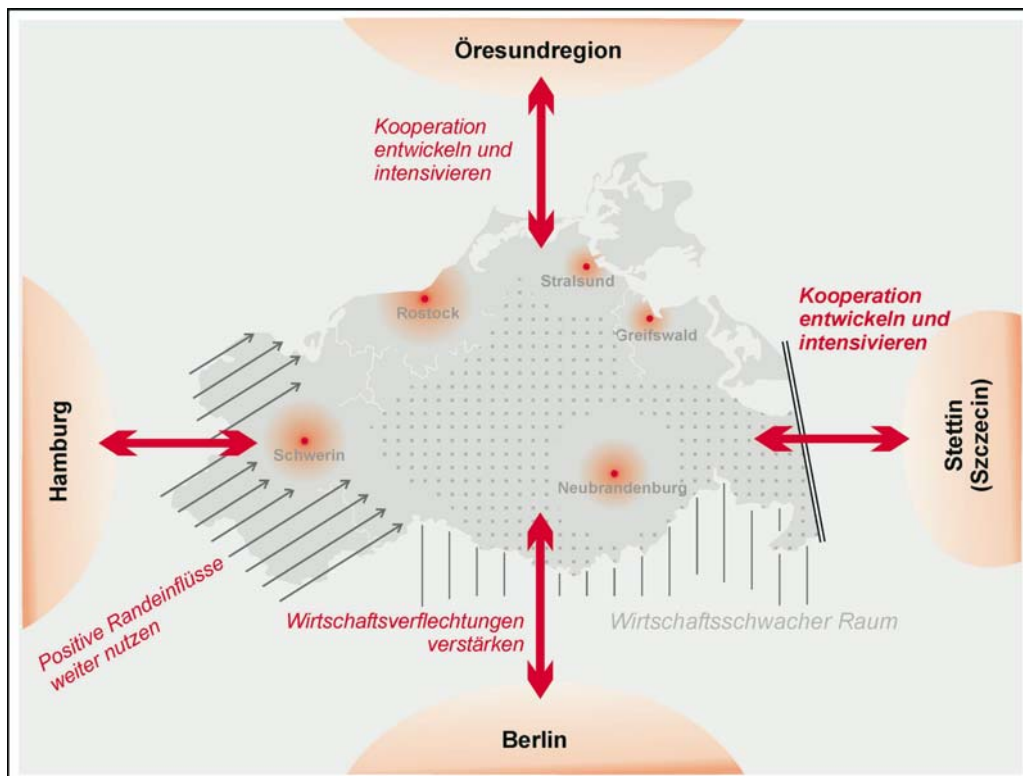 Öresundregion
Kooperation
entwickeln und
intensivieren
Stralsund
Rostock
Greifswald
Kooperation
entwickeln und
intensivieren
Hamburg
Schwerin
Neubrandenburg
Stettin
(Szczecin)
Positive Randeinflüsse
weiter nutzen
Wirtschaftsverflechtungen
verstärken
Wirtschaftsschwacher Raum
Berlin